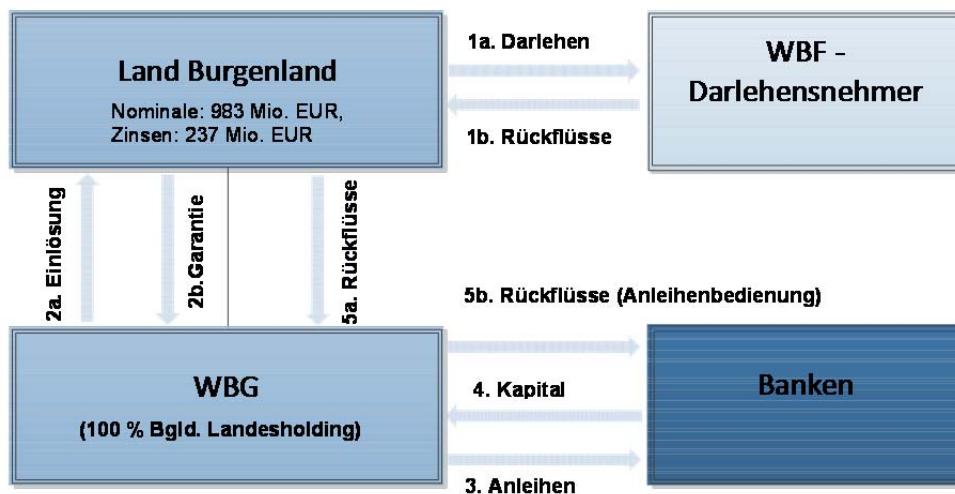 Land Burgenland
Nominale: 983 Mio. EUR,
Zinsen: 237 Mio. EUR
1a. Darlehen
1b. Rückflüsse
WBF -
Darlehensnehmer
2a. Einlösung
2b.Garantie
5a. Rückflüsse
5b. Rückflüsse (Anleihenbedienung)
WBG
(100 % Bgld. Landesholding)
4. Kapital
3. Anleihen
Banken